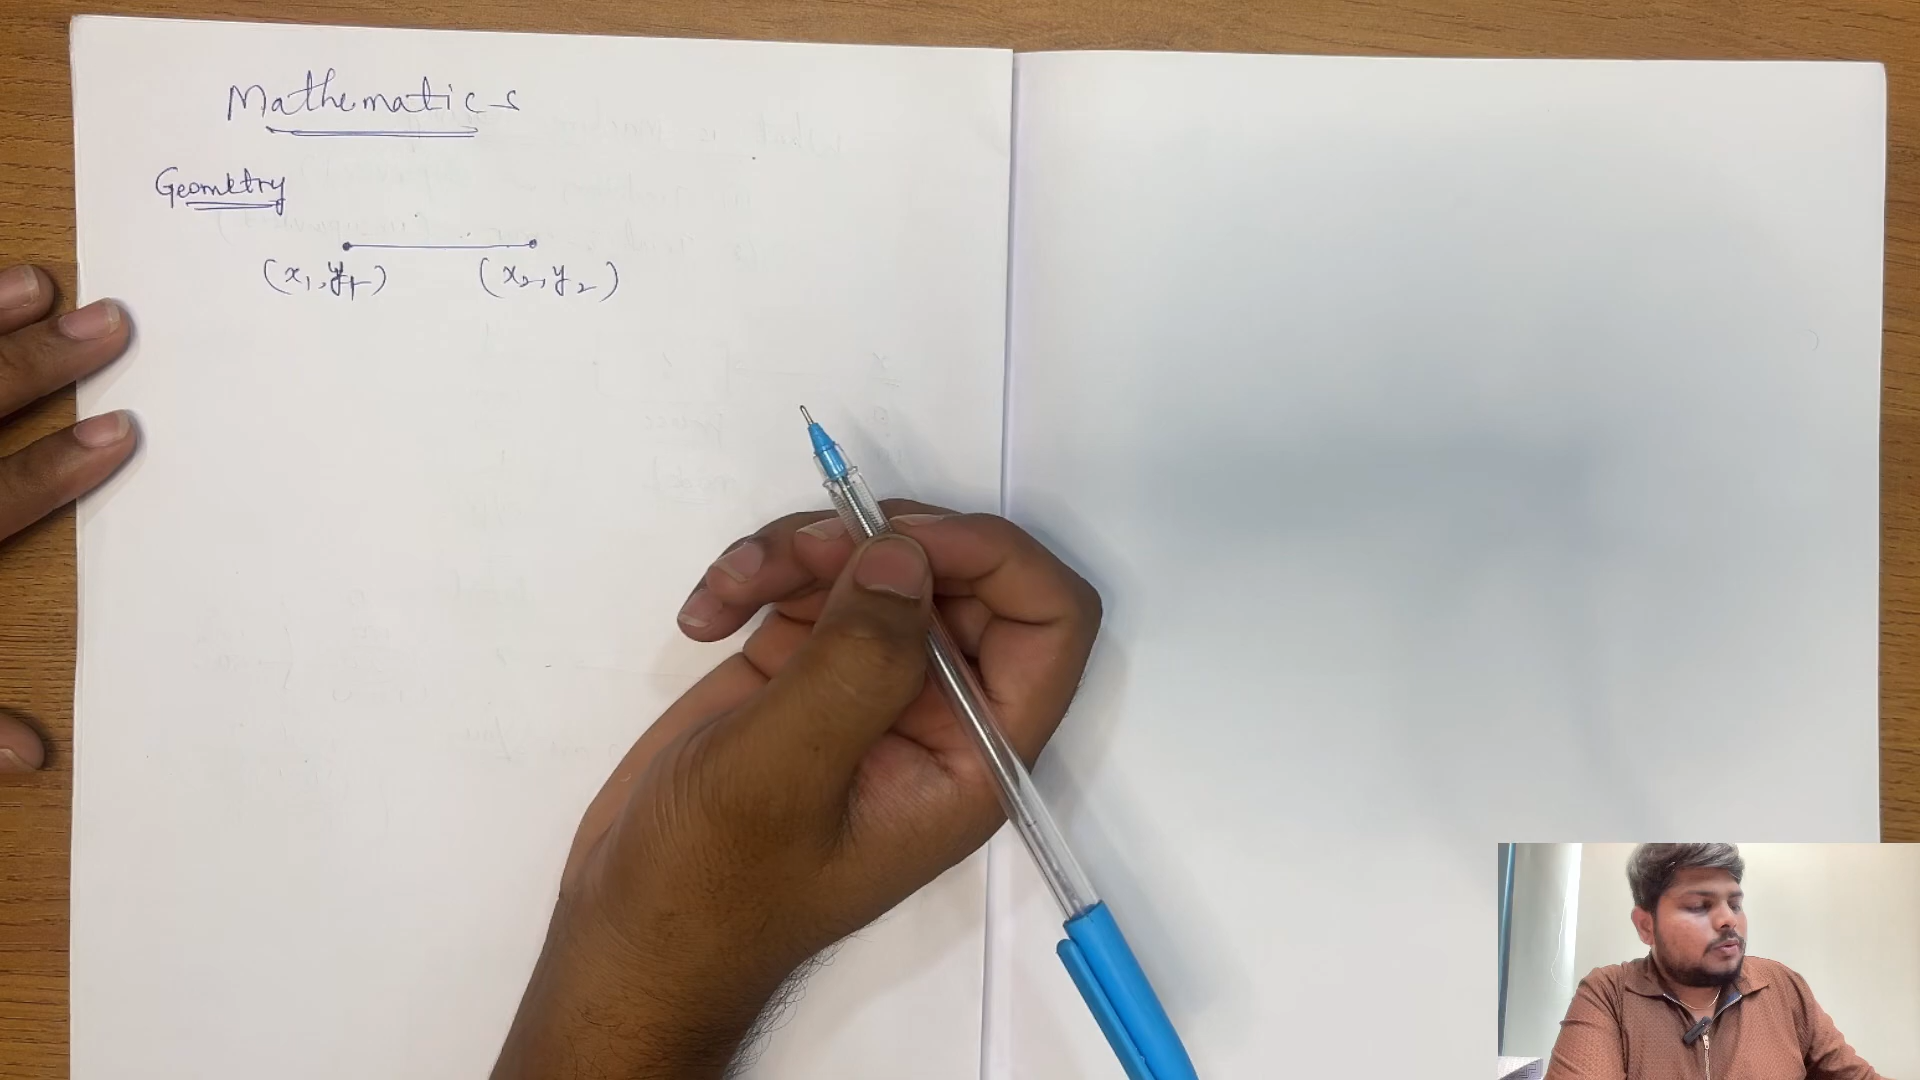 Mathematics
Geometry
(x₁, y₁) (x₂, y₂)